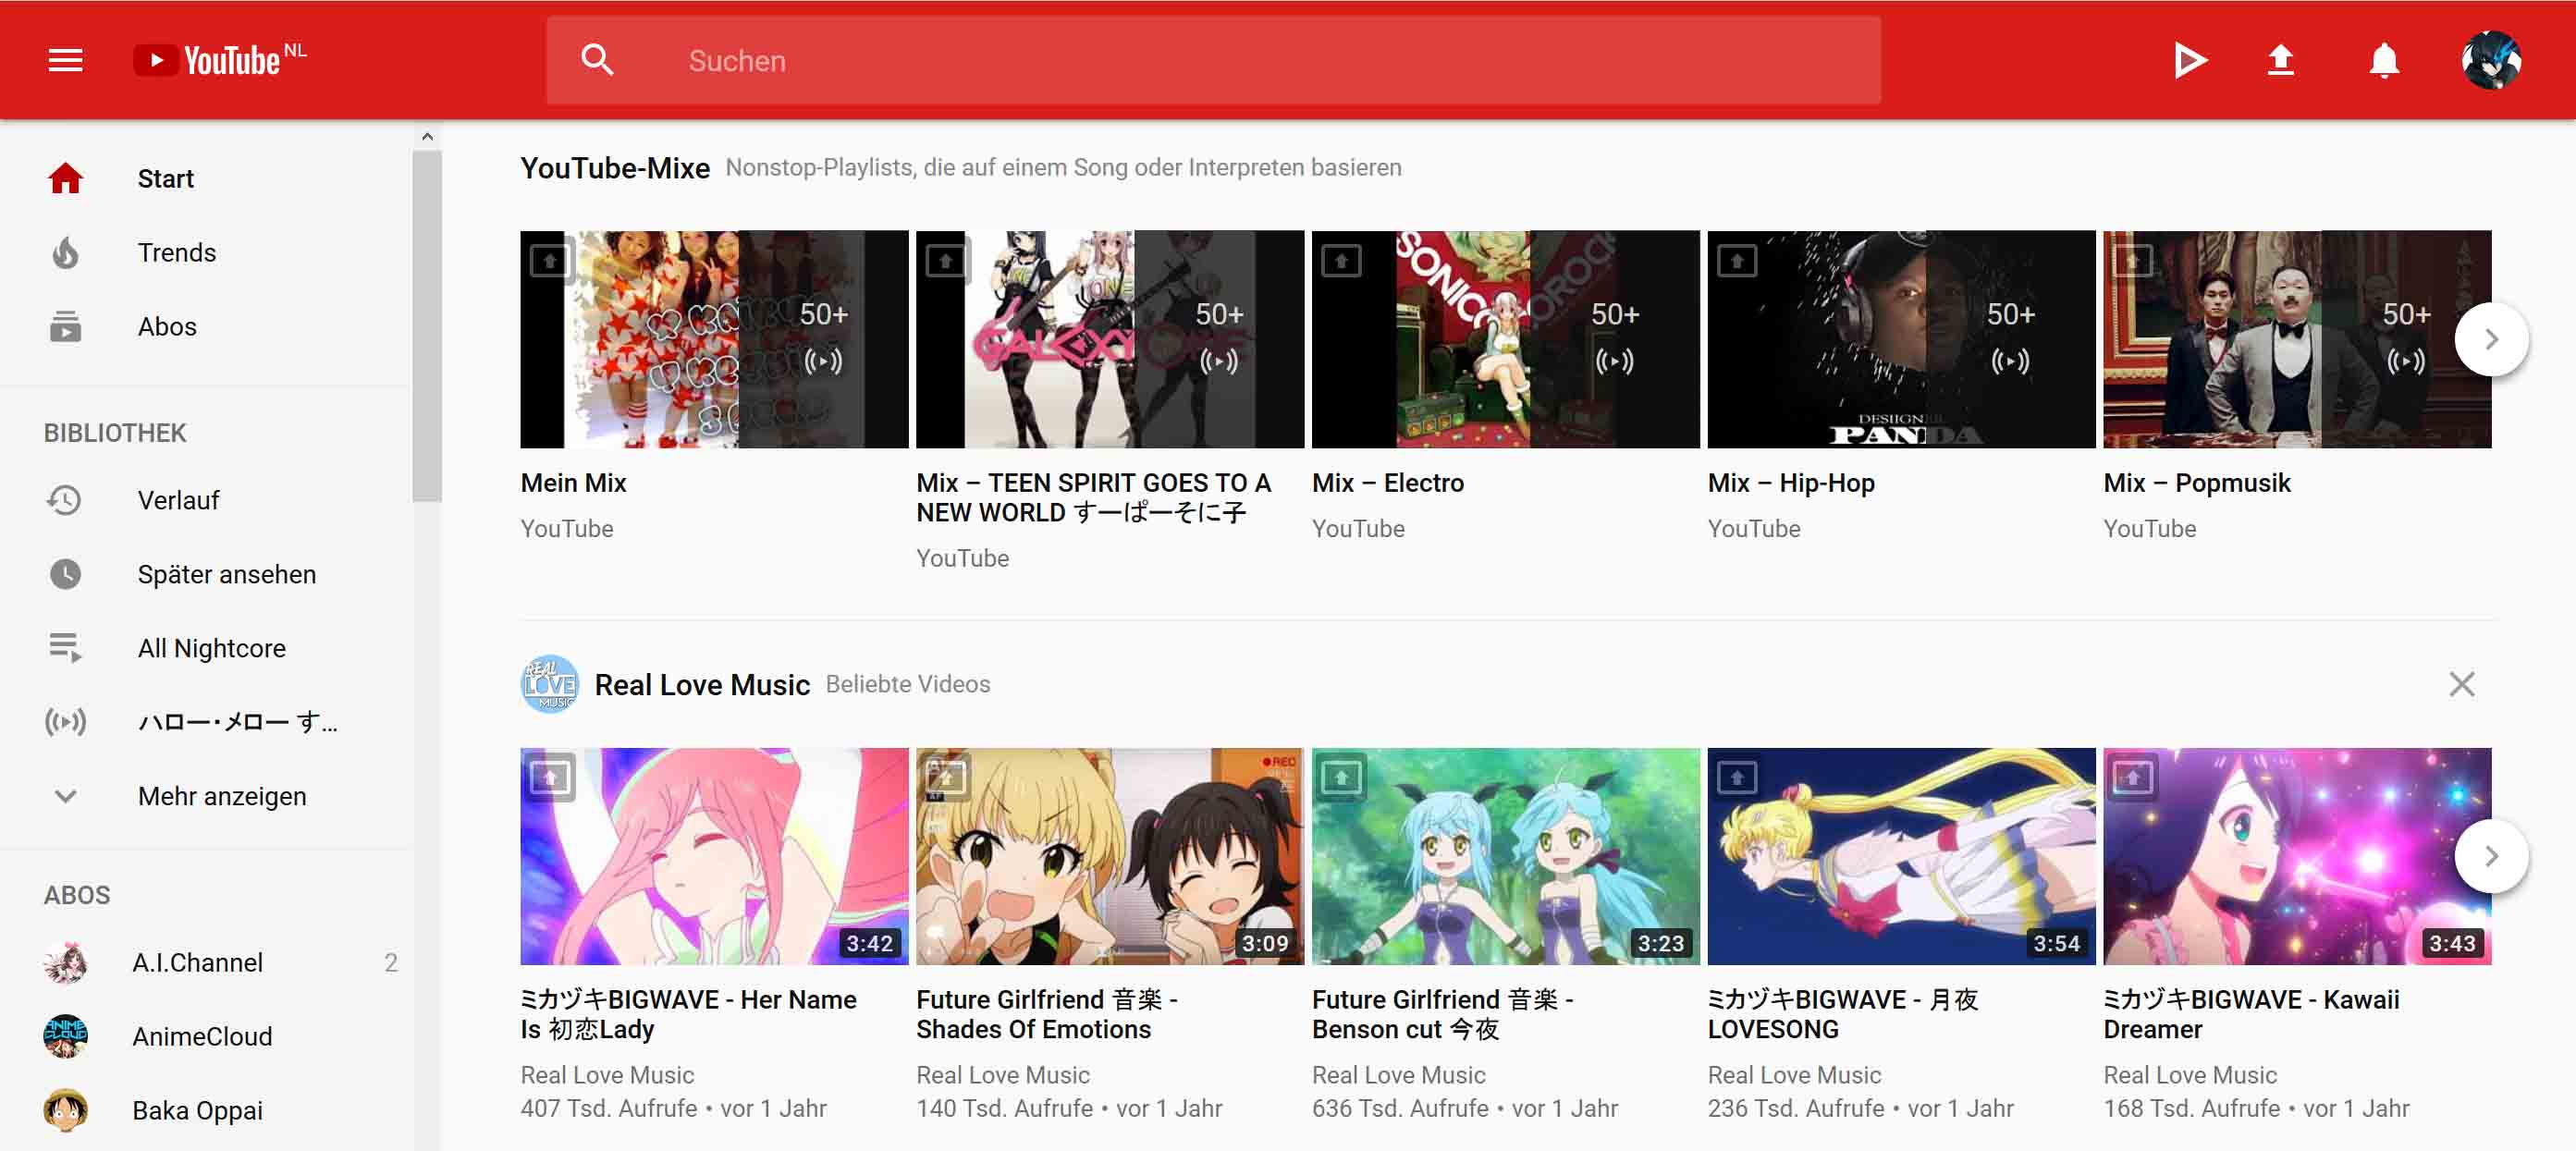 YouTube NL
Suchen
Start
Trends
Abos
BIBLIOTHEK
Verlauf
Später ansehen
All Nightcore
ハロー・メロー す...
Mehr anzeigen
ABOS
A.I.Channel 2
AnimeCloud
Baka Oppai
YouTube-Mixe Nonstop-Playlists, die auf einem Song oder Interpreten basieren
50+
50+
GALAXY ONE
50+
SONIC
50+
DESIIGNER
PANDA
50+
Mein Mix
YouTube
Mix – TEEN SPIRIT GOES TO A
NEW WORLD すーぱーそに子
YouTube
Mix – Electro
YouTube
Mix – Hip-Hop
YouTube
Mix – Popmusik
YouTube
REAL
LOVE
MUSIC
Real Love Music Beliebte Videos
3:42
REC
3:09
3:23
3:54
3:43
ミカヅキBIGWAVE - Her Name
Is 初恋Lady
Real Love Music
407 Tsd. Aufrufe • vor 1 Jahr
Future Girlfriend 音楽 -
Shades Of Emotions
Real Love Music
140 Tsd. Aufrufe • vor 1 Jahr
Future Girlfriend 音楽 -
Benson cut 今夜
Real Love Music
636 Tsd. Aufrufe • vor 1 Jahr
ミカヅキBIGWAVE - 月夜
LOVESONG
Real Love Music
236 Tsd. Aufrufe • vor 1 Jahr
ミカヅキBIGWAVE - Kawaii
Dreamer
Real Love Music
168 Tsd. Aufrufe • vor 1 Jahr